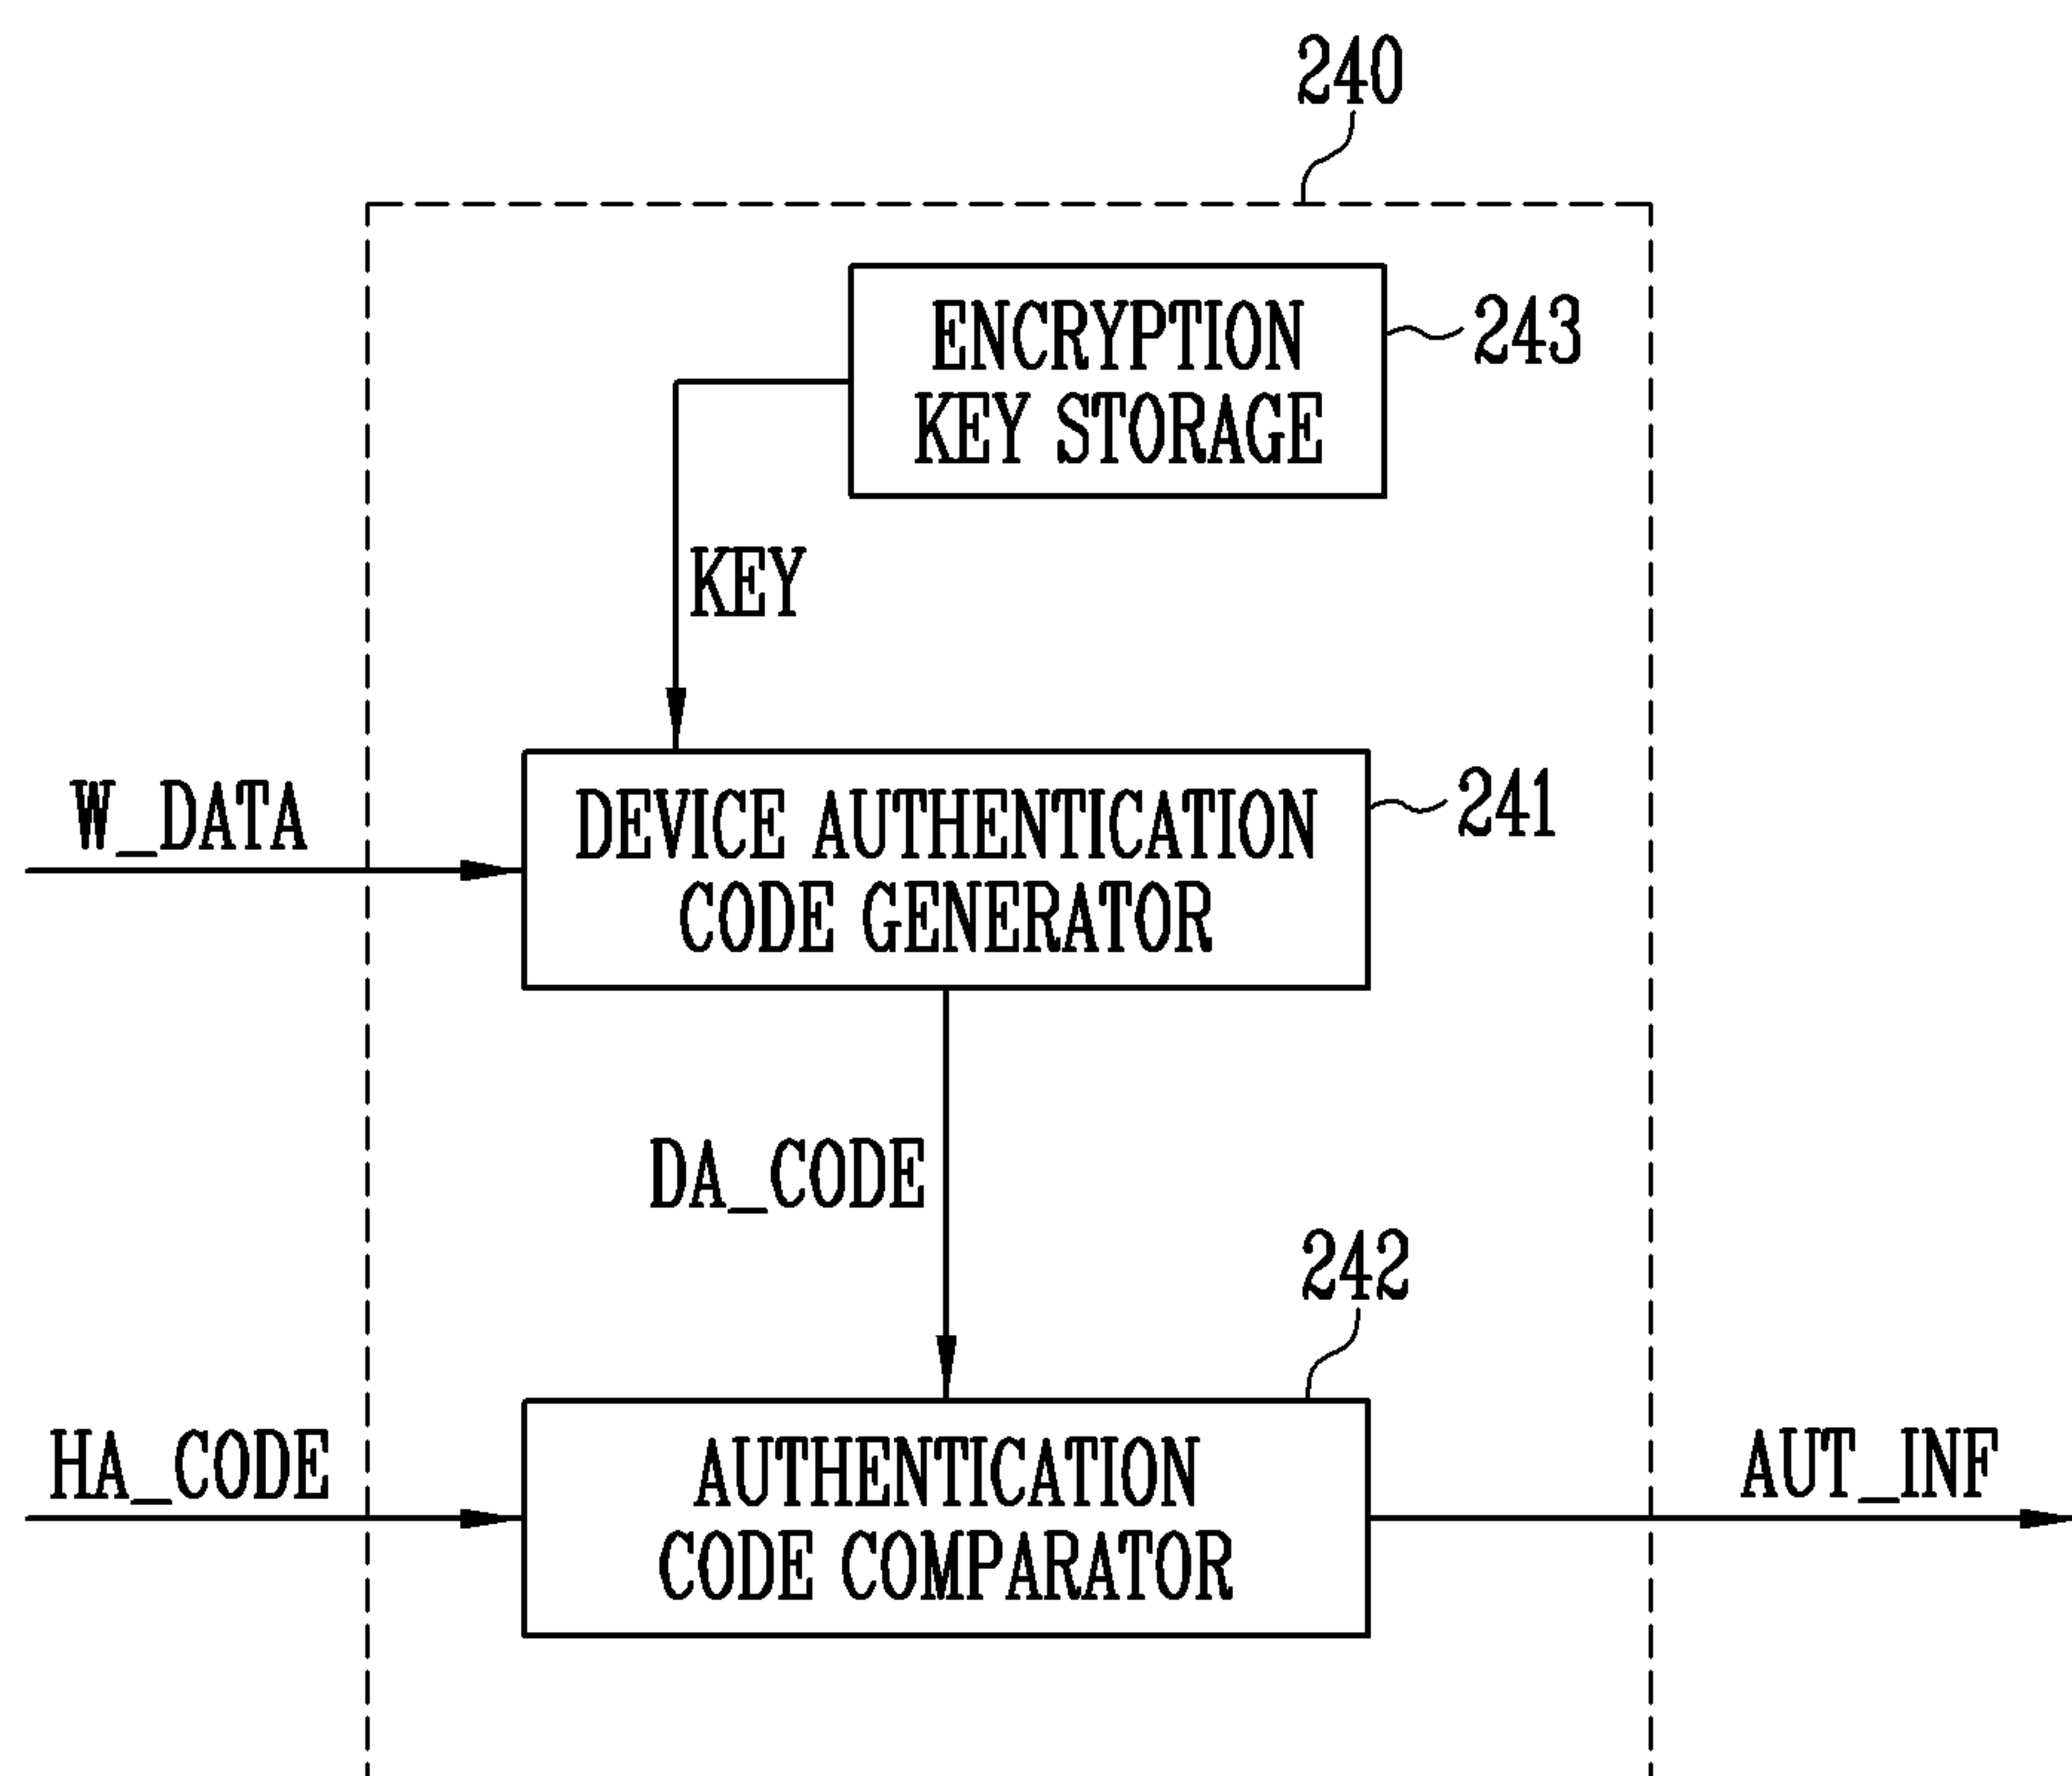 240
ENCRYPTION
KEY STORAGE
243
KEY
W_DATA
DEVICE AUTHENTICATION
CODE GENERATOR
241
DA_CODE
242
HA_CODE
AUTHENTICATION
CODE COMPARATOR
AUT_INF